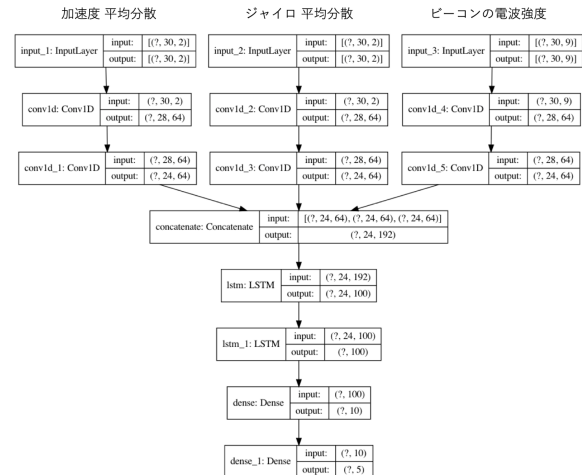 加速度 平均分散
ジャイロ 平均分散
ビーコンの電波強度
input_1: InputLayer
input: [(?, 30, 2)]
output: [(?, 30, 2)]
input_2: InputLayer
input: [(?, 30, 2)]
output: [(?, 30, 2)]
input_3: InputLayer
input: [(?, 30, 9)]
output: [(?, 30, 9)]
conv1d: Conv1D
input: (?, 30, 2)
output: (?, 28, 64)
conv1d_2: Conv1D
input: (?, 30, 2)
output: (?, 28, 64)
conv1d_4: Conv1D
input: (?, 30, 9)
output: (?, 28, 64)
conv1d_1: Conv1D
input: (?, 28, 64)
output: (?, 24, 64)
conv1d_3: Conv1D
input: (?, 28, 64)
output: (?, 24, 64)
conv1d_5: Conv1D
input: (?, 28, 64)
output: (?, 24, 64)
concatenate: Concatenate
input: [(?, 24, 64), (?, 24, 64), (?, 24, 64)]
output: (?, 24, 192)
lstm: LSTM
input: (?, 24, 192)
output: (?, 24, 100)
lstm_1: LSTM
input: (?, 24, 100)
output: (?, 100)
dense: Dense
input: (?, 100)
output: (?, 10)
dense_1: Dense
input: (?, 10)
output: (?, 5)